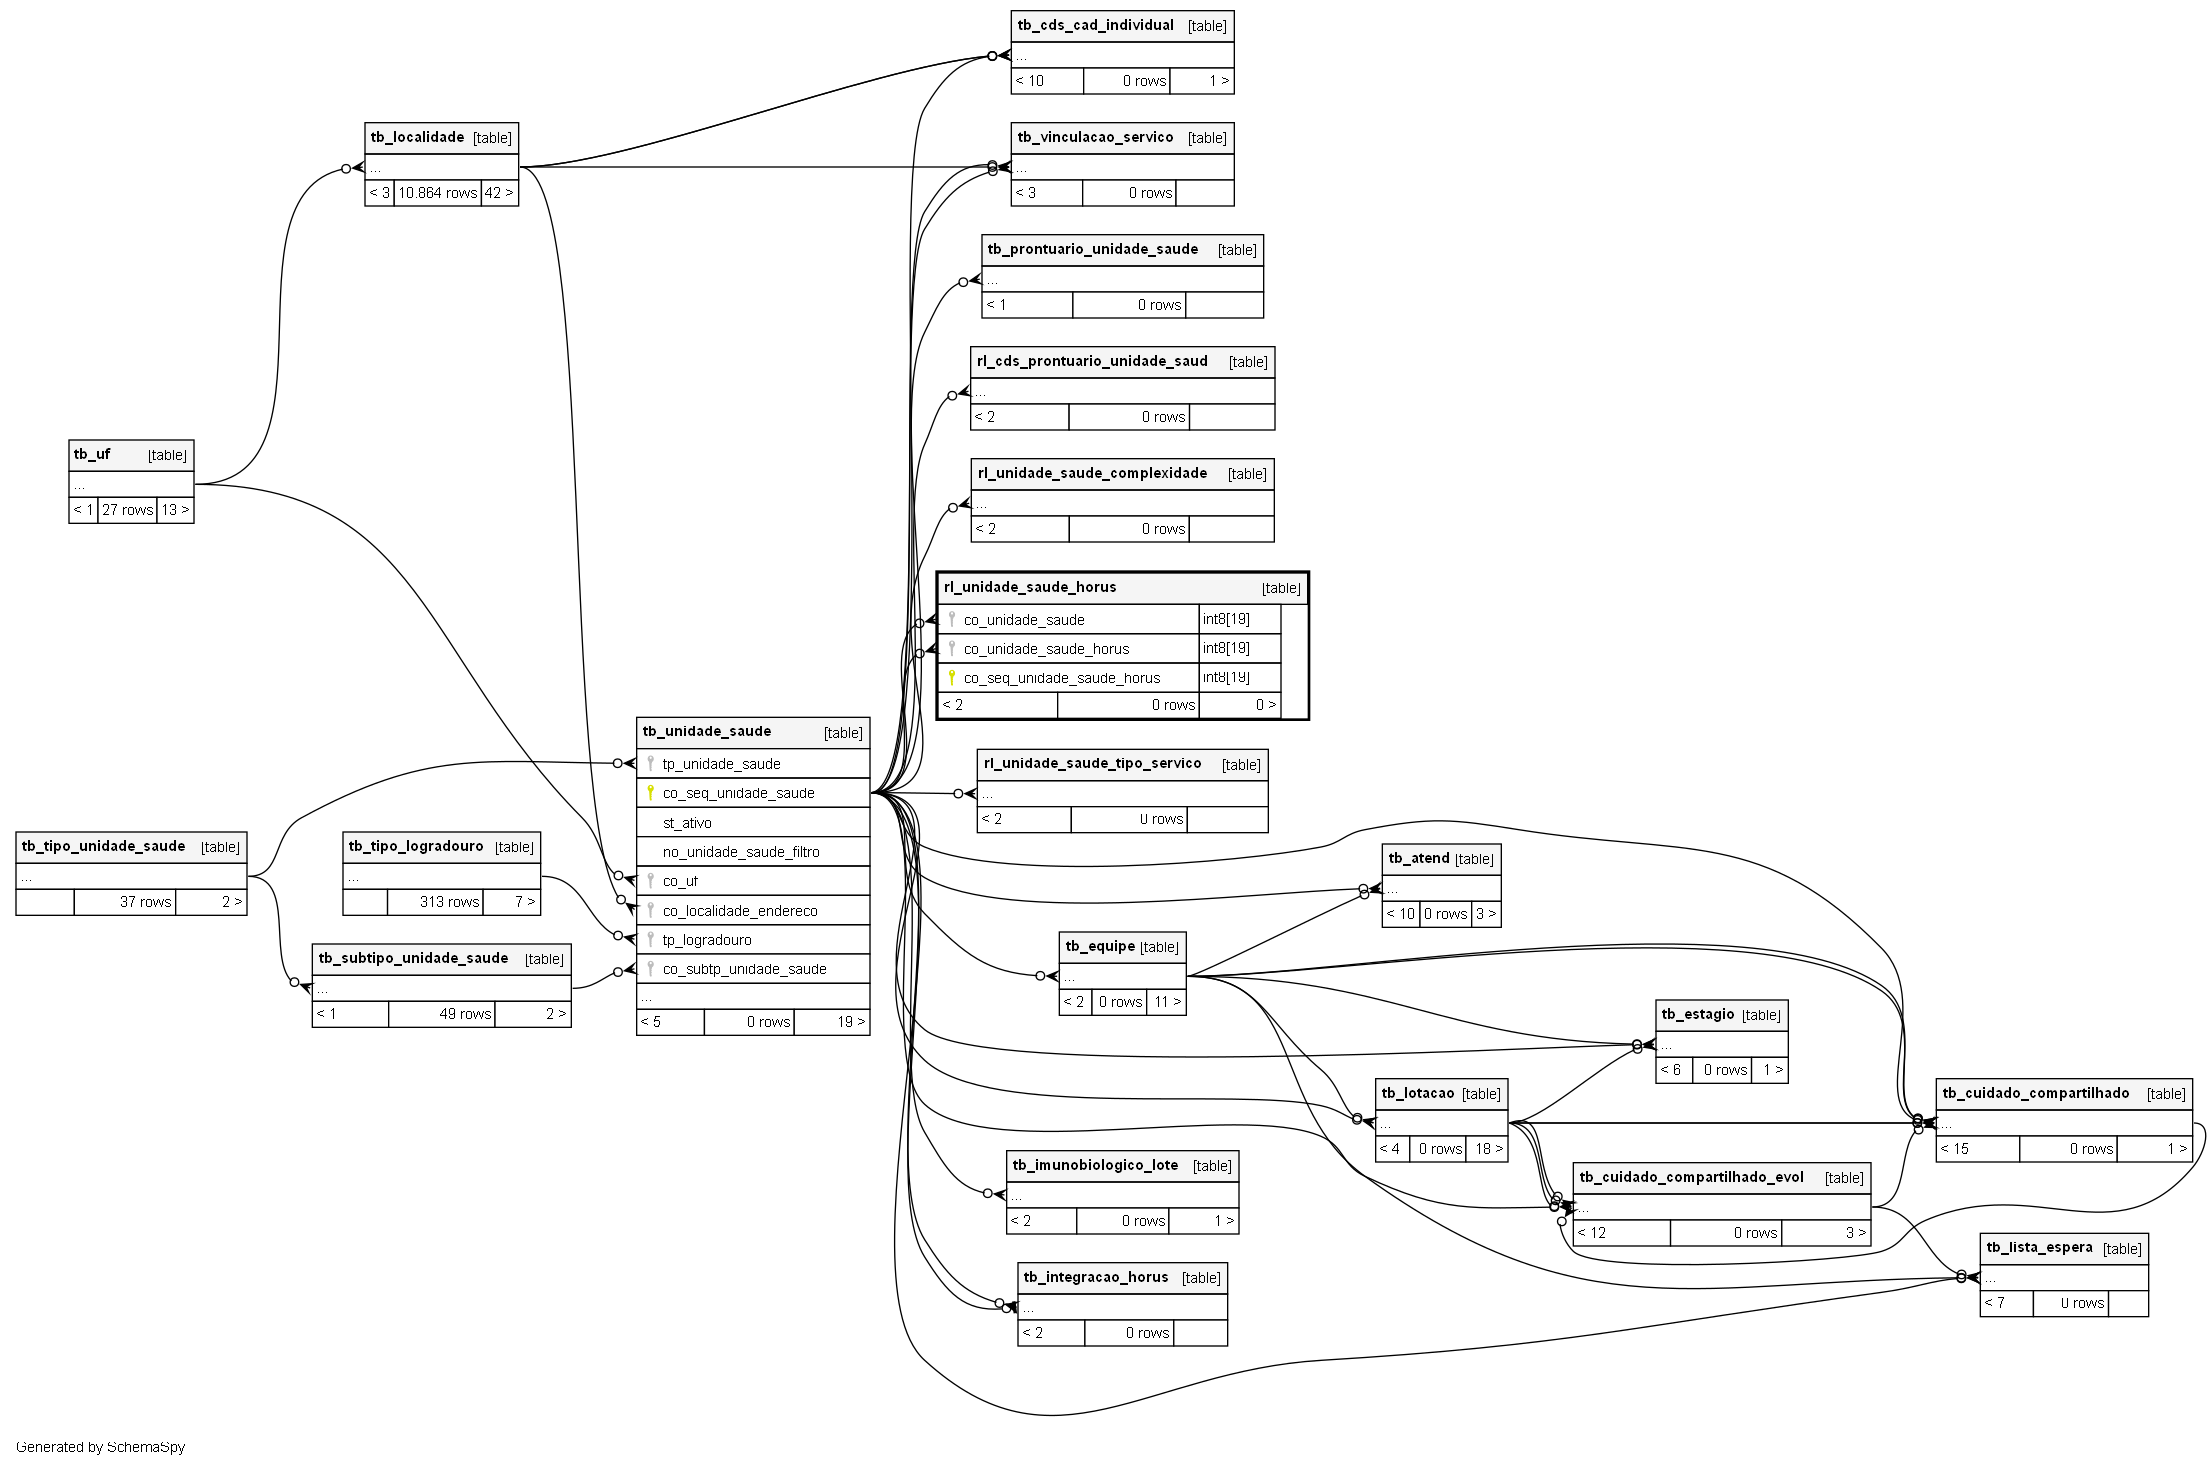 tb_cds_cad_individual [table]
...
< 10 0 rows 1 >
tb_localidade [table]
...
< 3 10.864 rows 42 >
tb_vinculacao_servico [table]
...
< 3 0 rows
tb_prontuario_unidade_saude [table]
...
< 1 0 rows
rl_cds_prontuario_unidade_saud [table]
...
< 2 0 rows
tb_uf [table]
...
< 1 27 rows 13 >
rl_unidade_saude_complexidade [table]
...
< 2 0 rows
rl_unidade_saude_horus [table]
co_unidade_saude int8[19]
co_unidade_saude_horus int8[19]
co_seq_unidade_saude_horus int8[19]
< 2 0 rows 0 >
tb_unidade_saude [table]
tp_unidade_saude
co_seq_unidade_saude
st_ativo
no_unidade_saude_filtro
co_uf
co_localidade_endereco
tp_logradouro
co_subtp_unidade_saude
...
< 5 0 rows 19 >
rl_unidade_saude_tipo_servico [table]
...
< 2 0 rows
tb_tipo_unidade_saude [table]
...
37 rows 2 >
tb_tipo_logradouro [table]
...
313 rows 7 >
tb_subtipo_unidade_saude [table]
...
< 1 49 rows 2 >
tb_atend [table]
...
< 10 0 rows 3 >
tb_equipe [table]
...
< 2 0 rows 11 >
tb_estagio [table]
...
< 6 0 rows 1 >
tb_lotacao [table]
...
< 4 0 rows 18 >
tb_cuidado_compartilhado [table]
...
< 15 0 rows 1 >
tb_imunobiologico_lote [table]
...
< 2 0 rows 1 >
tb_cuidado_compartilhado_evol [table]
...
< 12 0 rows 3 >
tb_lista_espera [table]
...
< 7 0 rows
tb_integracao_horus [table]
...
< 2 0 rows
Generated by SchemaSpy